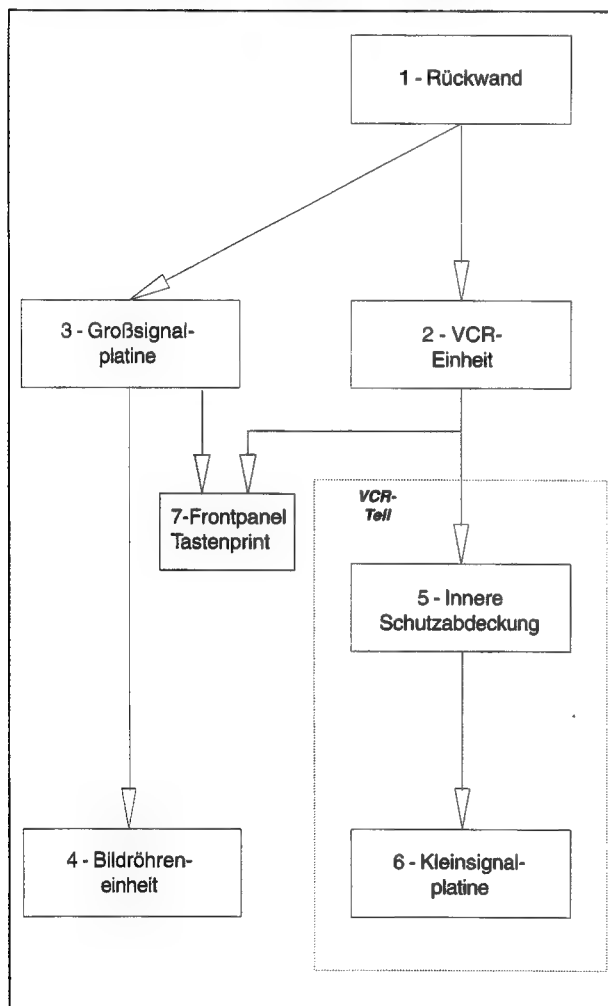 1 - Rückwand
3 - Großsignal-
platine
2 - VCR-
Einheit
7-Frontpanel
Tastenprint
VCR-
Teil
5 - Innere
Schutzabdeckung
4 - Bildröhren-
einheit
6 - Kleinsignal-
platine